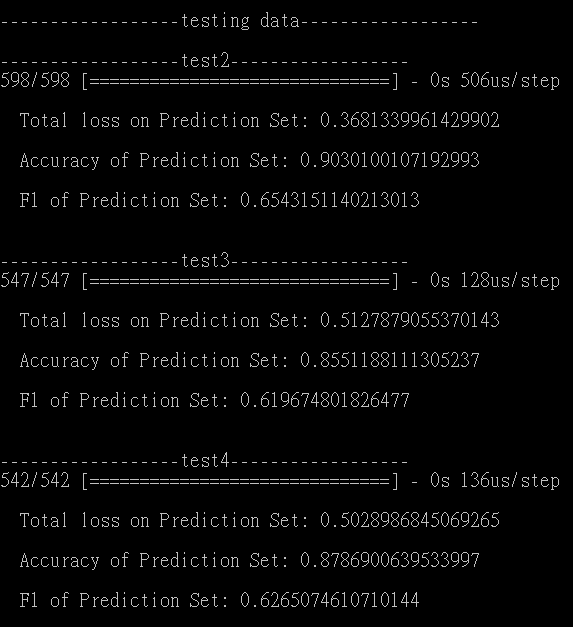 ------------------testing data------------------
------------------test2------------------
598/598 [==============================] - 0s 506us/step
Total loss on Prediction Set: 0.3681339961429902
Accuracy of Prediction Set: 0.9030100107192993
F1 of Prediction Set: 0.6543151140213013
------------------test3------------------
547/547 [==============================] - 0s 128us/step
Total loss on Prediction Set: 0.5127879055370143
Accuracy of Prediction Set: 0.8551188111305237
F1 of Prediction Set: 0.619674801826477
------------------test4------------------
542/542 [==============================] - 0s 136us/step
Total loss on Prediction Set: 0.5028986845069265
Accuracy of Prediction Set: 0.8786900639533997
F1 of Prediction Set: 0.6265074610710144